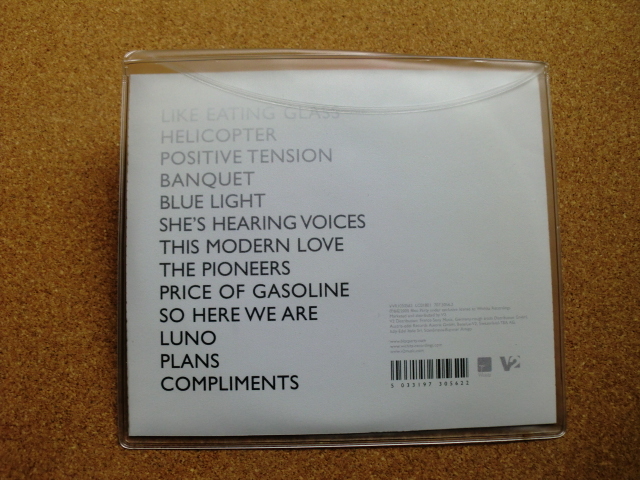 LIKE EATING GLASS
HELICOPTER
POSITIVE TENSION
BANQUET
BLUE LIGHT
SHE'S HEARING VOICES
THIS MODERN LOVE
THE PIONEERS
PRICE OF GASOLINE
SO HERE WE ARE
LUNO
PLANS
COMPLIMENTS
5 033197 305622
V2